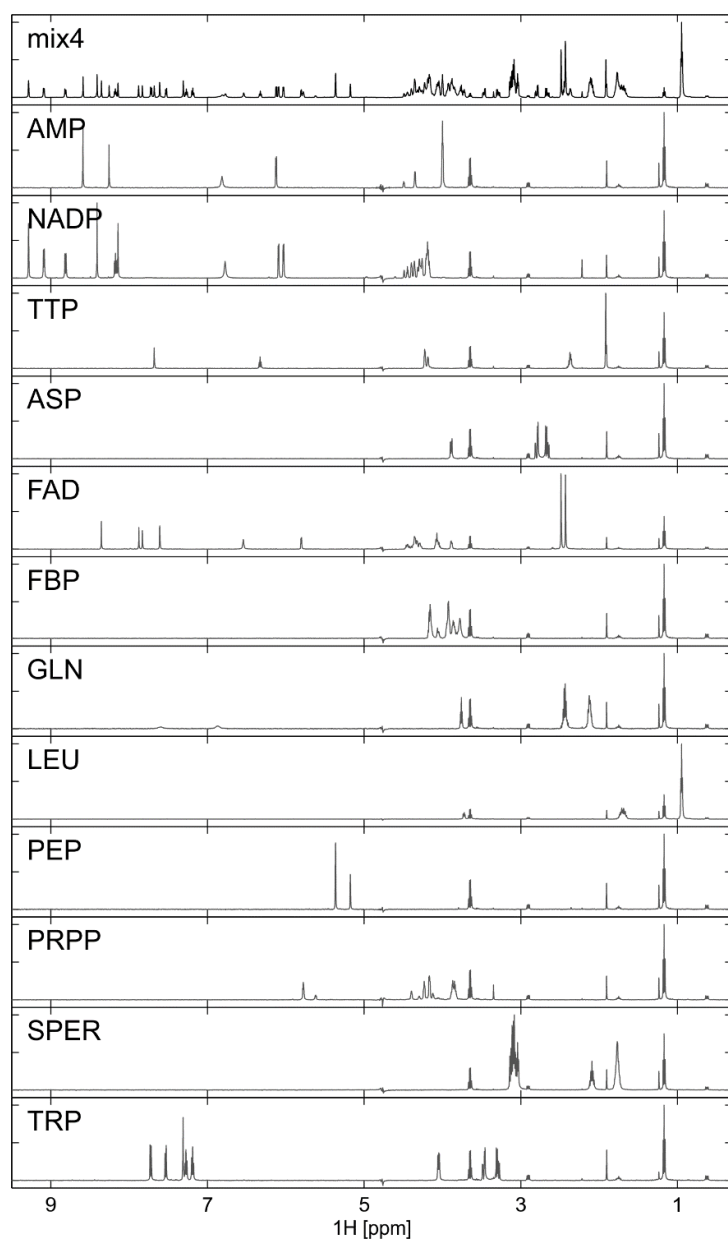 mix4
AMP
NADP
TTP
ASP
FAD
FBP
GLN
LEU
PEP
PRPP
SPER
TRP
9 7 5 3 1
1H [ppm]